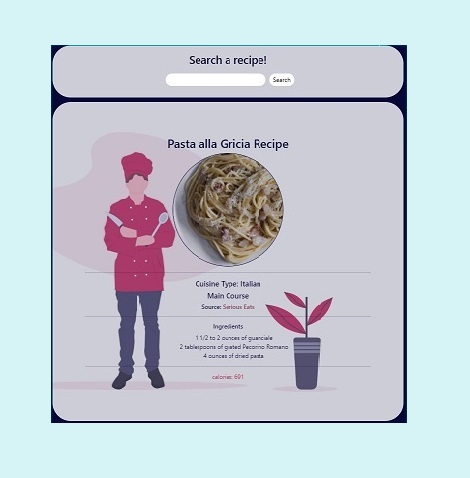 Search a recipe!
Search
Pasta alla Gricia Recipe
Cuisine Type: Italian
Main Course
Source: Serious Eats
Ingredients
1 1/2 to 2 ounces of guanciale
2 tablespoons of grated Pecorino Romano
4 ounces of dried pasta
calories: 691